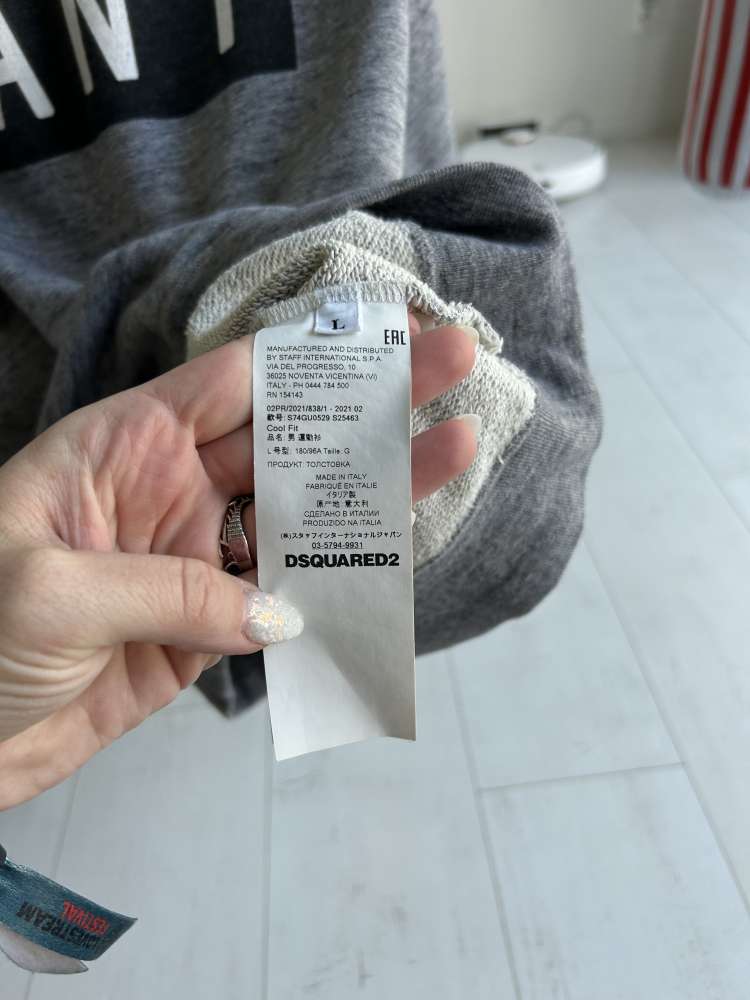 ANT
L
EAC
MANUFACTURED AND DISTRIBUTED
BY STAFF INTERNATIONAL S.P.A.
VIA DEL PROGRESSO, 10
36025 NOVENTA VICENTINA (VI)
ITALY - PH 0444 784 500
RN 154143
02PR/2021/838/1 - 2021 02
款号: S74GU0529 S25463
Cool Fit
品名: 男 運動衫
L 号型: 180/96A Taille: G
ПРОДУКТ: ТОЛСТОВКА
MADE IN ITALY
FABRIQUÉ EN ITALIE
イタリア製
原产地: 意大利
СДЕЛАНО В ИТАЛИИ
PRODUZIDO NA ITALIA
(株)スタッフインターナショナルジャパン
03-5794-9931
DSQUARED2
LOVESTREAM
FESTIVAL